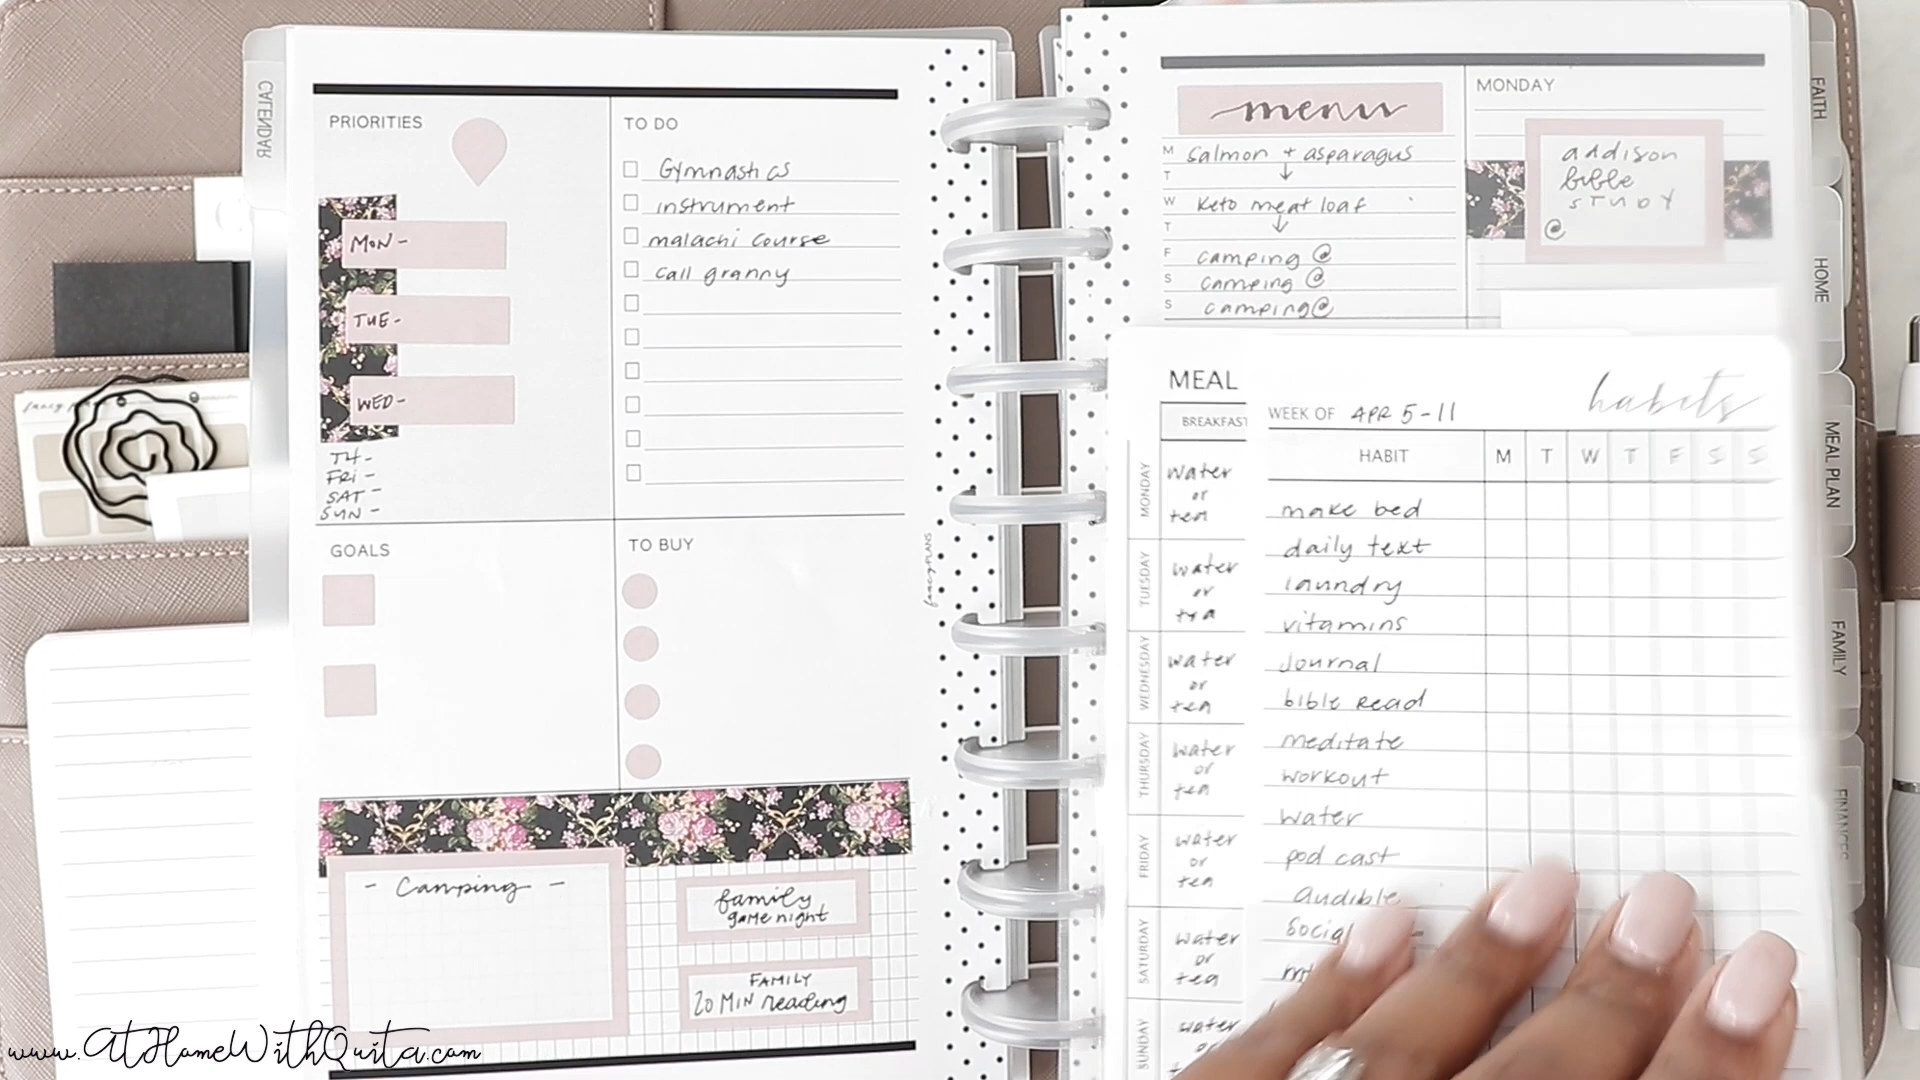 CALENDAR
PRIORITIES
MON-
TUE-
WED-
TH-
FRI-
SAT-
SUN-
TO DO
Gymnastics
instrument
malachi course
call granny
GOALS
TO BUY
fancyPLANS
- Camping -
family
game night
FAMILY
20 MIN reading
www.AtHomeWithQuita.com
menu
M Salmon + asparagus
T ↓
W Keto meat loaf
T ↓
F camping @
S camping @
S camping @
MONDAY
addison
bible
STUDY
@
FAITH
HOME
MEAL PLAN
FAMILY
FINANCES
MEAL
BREAKFAST
MONDAY
water
or
tea
TUESDAY
water
or
tea
WEDNESDAY
water
or
tea
THURSDAY
water
or
tea
FRIDAY
water
or
tea
SATURDAY
water
or
tea
SUNDAY
water
or
habits
WEEK OF APR 5-11
HABIT M T W T F S S
make bed
daily text
laundry
vitamins
journal
bible read
meditate
workout
water
pod cast
audible
Social